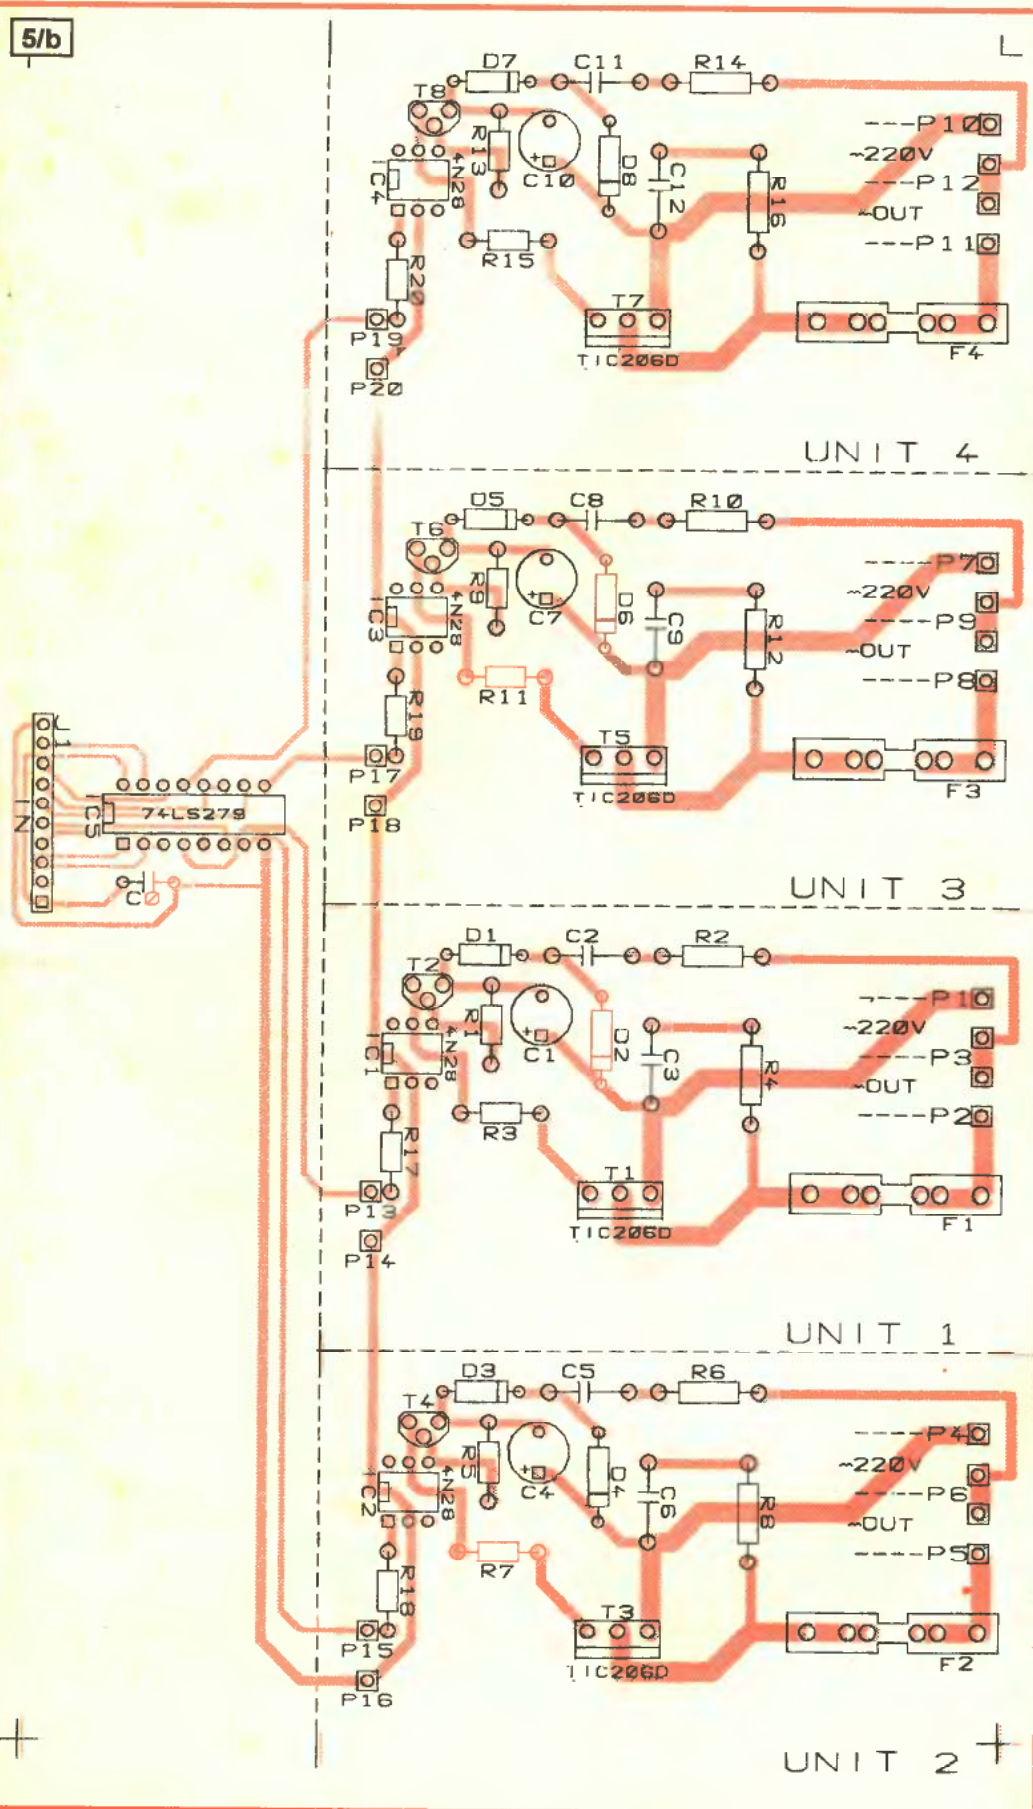 5/b
D7 C11 R14
T8
R13
C10
D8
C12
R16
---P10
~220V
---P12
~OUT
---P11
IC4
4N28
R15
R20
T7
TIC206D
F4
P19
P20
UNIT 4
D5 C8 R10
T6
R9
C7
D6
C9
R12
----P7
~220V
----P9
~OUT
----P8
IC3
4N28
R11
R19
T5
TIC206D
F3
P17
P18
J1
IN
IC5
74LS279
CØ
UNIT 3
D1 C2 R2
T2
R1
C1
D2
C3
R4
----P1
~220V
----P3
~OUT
----P2
IC1
4N28
R3
R17
T1
TIC206D
F1
P13
P14
UNIT 1
D3 C5 R6
T4
R5
C4
D4
C6
R8
----P4
~220V
----P6
~OUT
----P5
IC2
4N28
R7
R18
T3
TIC206D
F2
P15
P16
UNIT 2